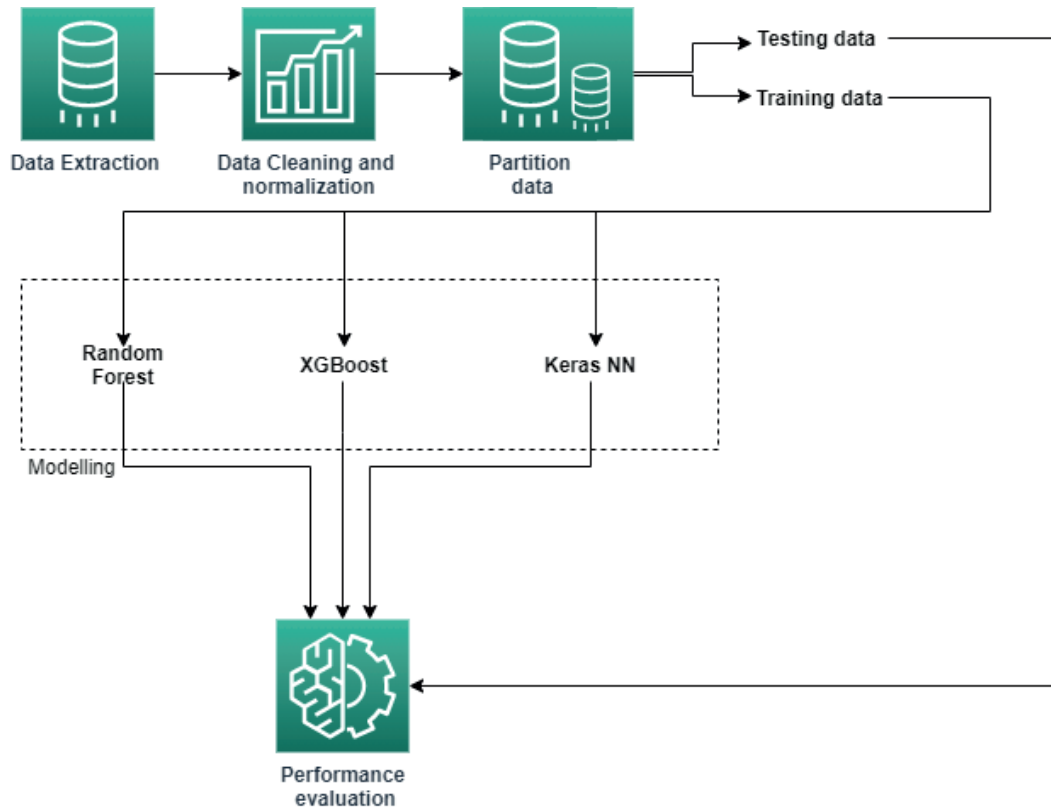 Testing data
Training data
Data Extraction
Data Cleaning and
normalization
Partition
data
Random
Forest
XGBoost
Keras NN
Modelling
Performance
evaluation